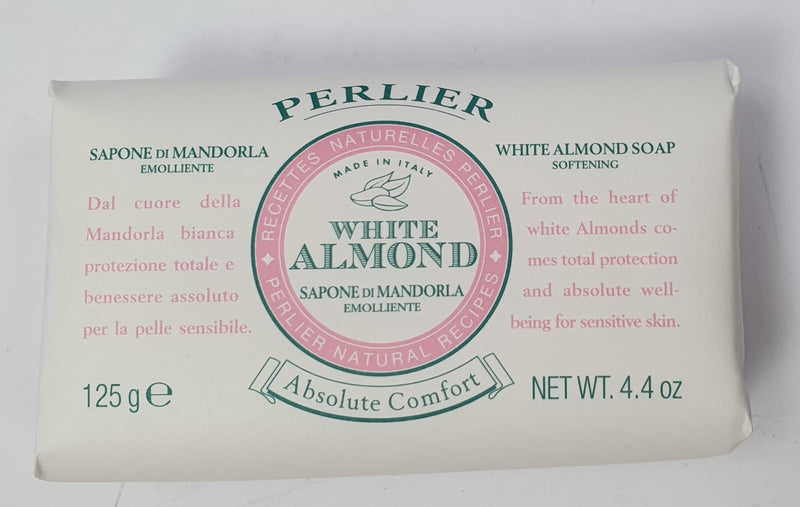 PERLIER
SAPONE DI MANDORLA
EMOLLIENTE
Dal cuore della
Mandorla bianca
protezione totale e
benessere assoluto
per la pelle sensibile.
125 g ℮
RECETTES NATURELLES PERLIER
MADE IN ITALY
WHITE
ALMOND
SAPONE DI MANDORLA
EMOLLIENTE
PERLIER NATURAL RECIPES
Absolute Comfort
WHITE ALMOND SOAP
SOFTENING
From the heart of
white Almonds co-
mes total protection
and absolute well-
being for sensitive skin.
NET WT. 4.4 oz